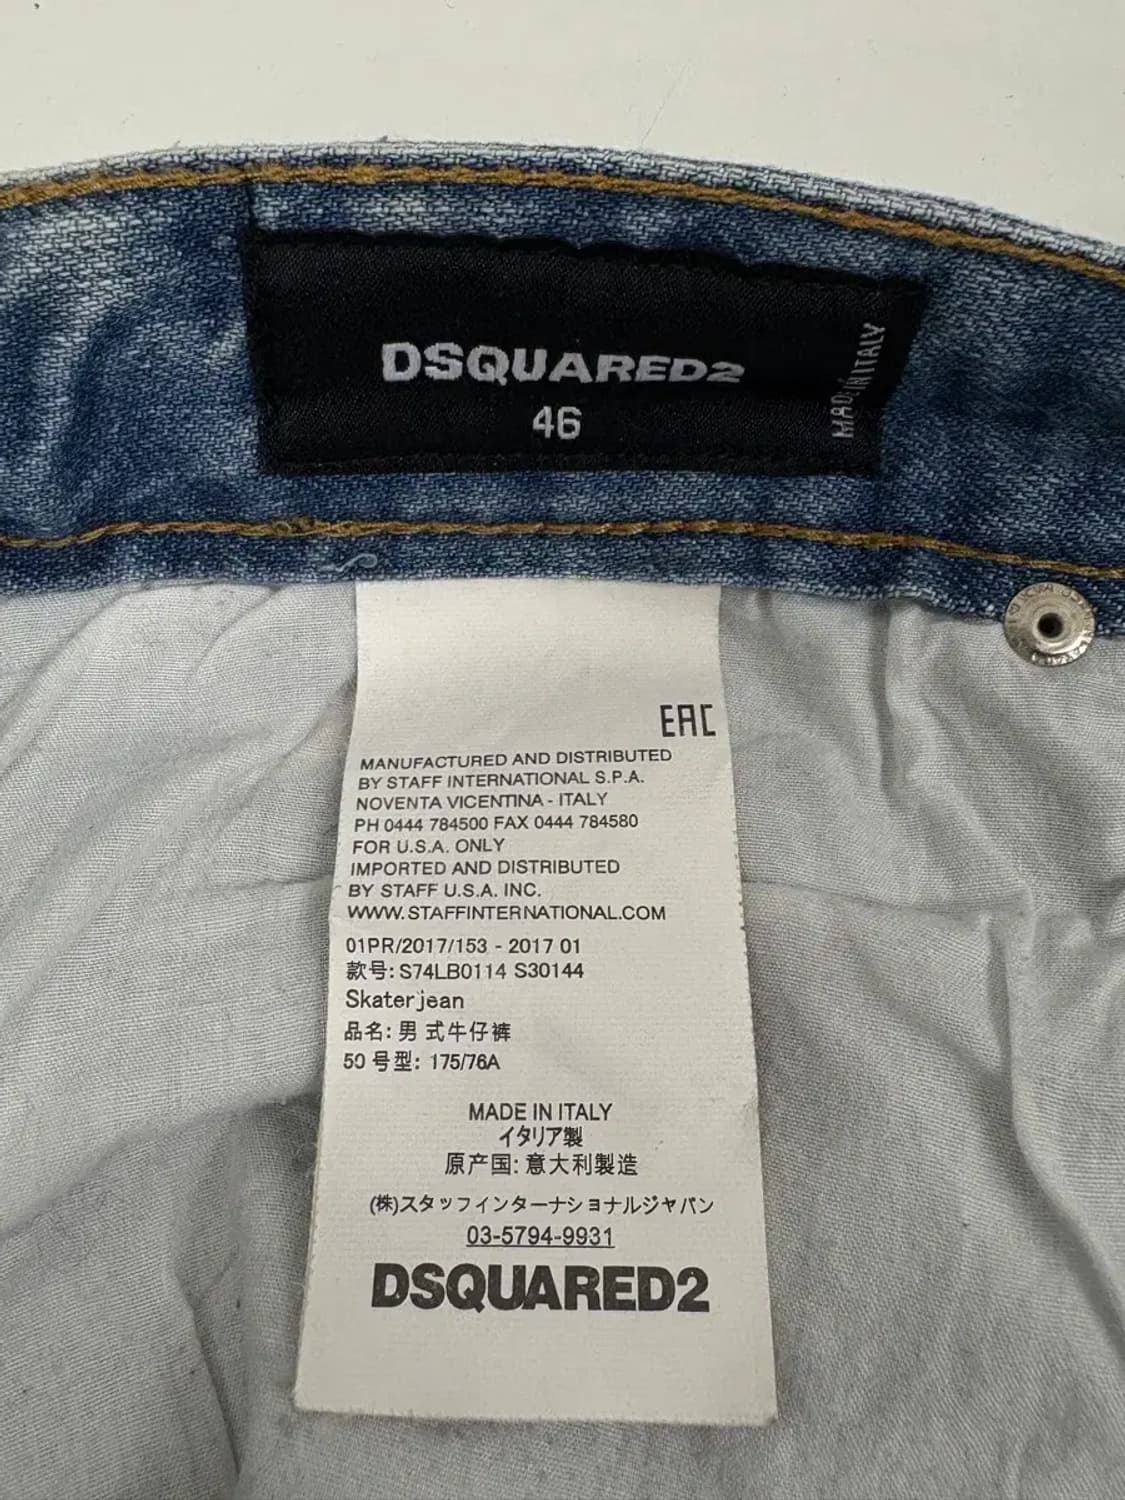 DSQUARED2
46
MADE IN ITALY
EAC
MANUFACTURED AND DISTRIBUTED
BY STAFF INTERNATIONAL S.P.A.
NOVENTA VICENTINA - ITALY
PH 0444 784500 FAX 0444 784580
FOR U.S.A. ONLY
IMPORTED AND DISTRIBUTED
BY STAFF U.S.A. INC.
WWW.STAFFINTERNATIONAL.COM
01PR/2017/153 - 2017 01
款号: S74LB0114 S30144
Skaterjean
品名: 男式牛仔裤
50 号型: 175/76A
MADE IN ITALY
イタリア製
原产国: 意大利製造
(株)スタッフインターナショナルジャパン
03-5794-9931
DSQUARED2